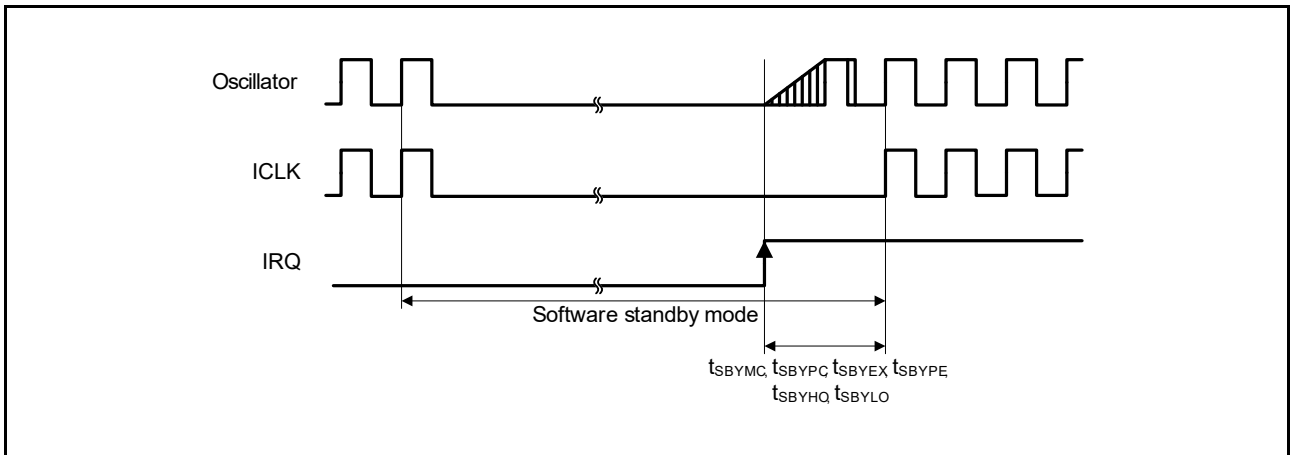 Oscillator
ICLK
IRQ
Software standby mode
tSBYMC, tSBYPC, tSBYEX, tSBYPE,
tSBYHO, tSBYLO